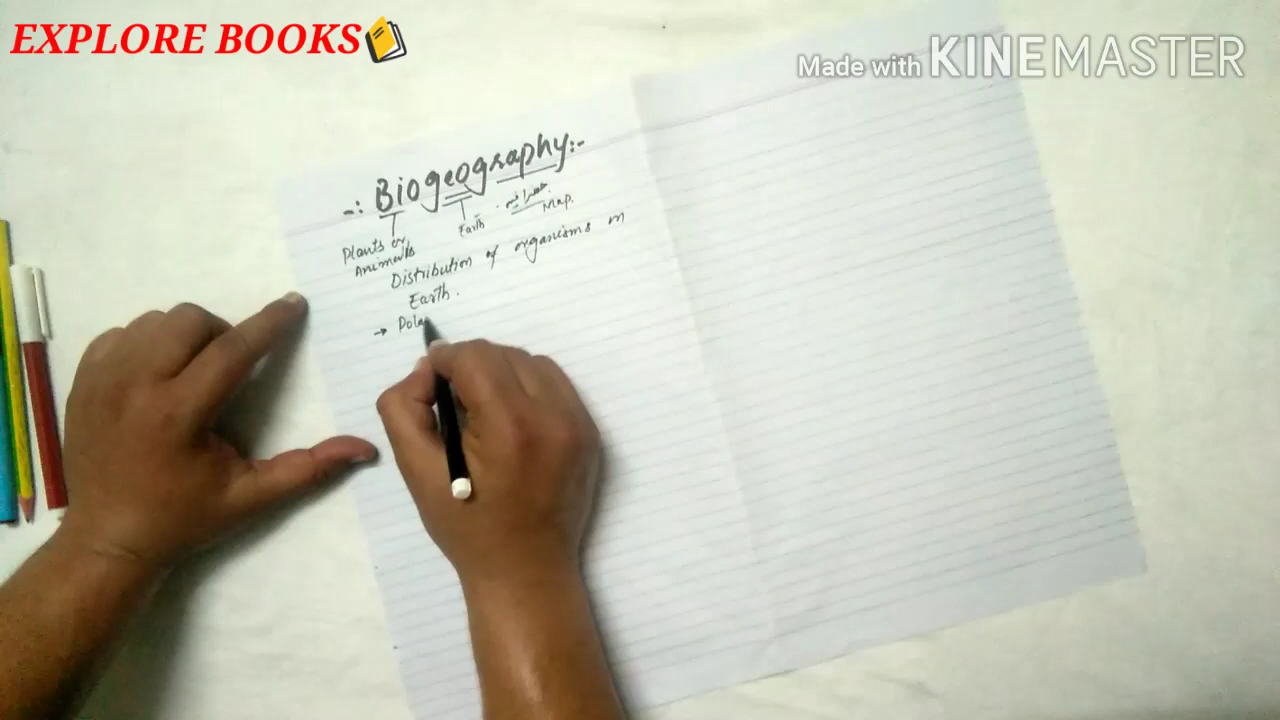 EXPLORE BOOKS
Made with KINEMASTER
-: Biogeography:-
Plants or
Animals
Earth
Map.
Distribution of organisms on
Earth.
→ Pola